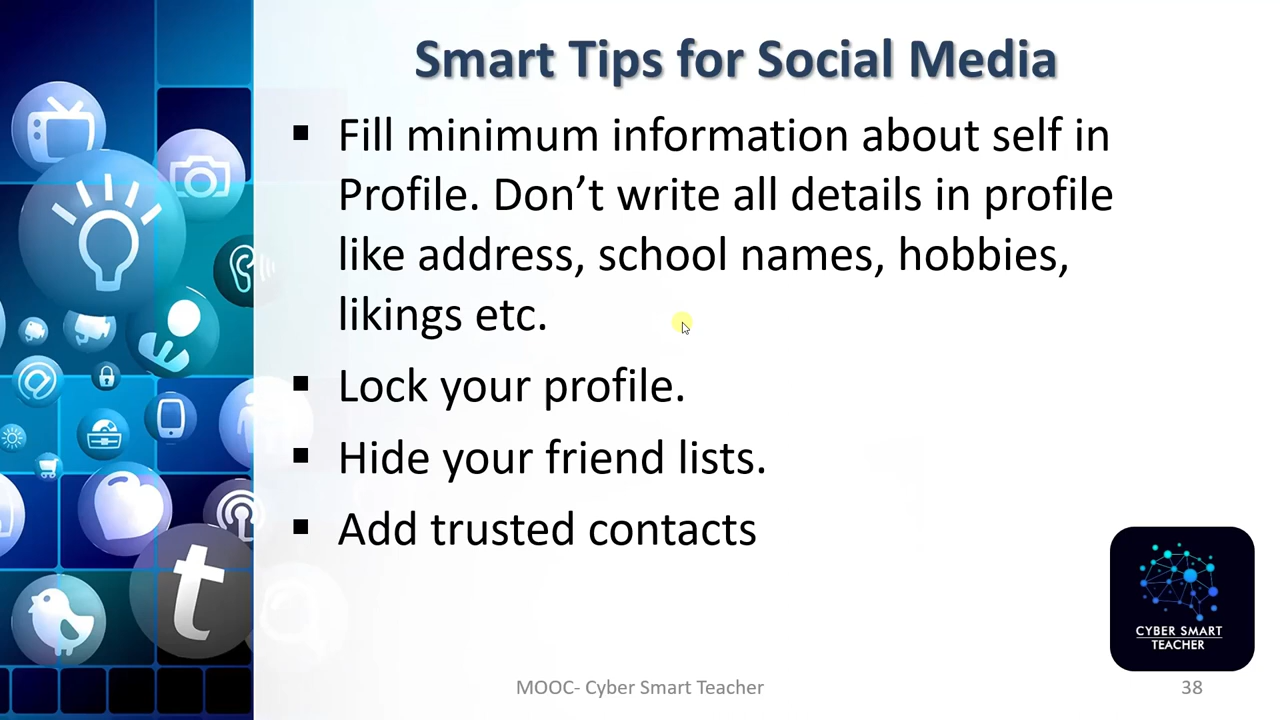 Smart Tips for Social Media
▪ Fill minimum information about self in
Profile. Don’t write all details in profile
like address, school names, hobbies,
likings etc.
▪ Lock your profile.
▪ Hide your friend lists.
▪ Add trusted contacts
t
CYBER SMART
TEACHER
MOOC- Cyber Smart Teacher
38